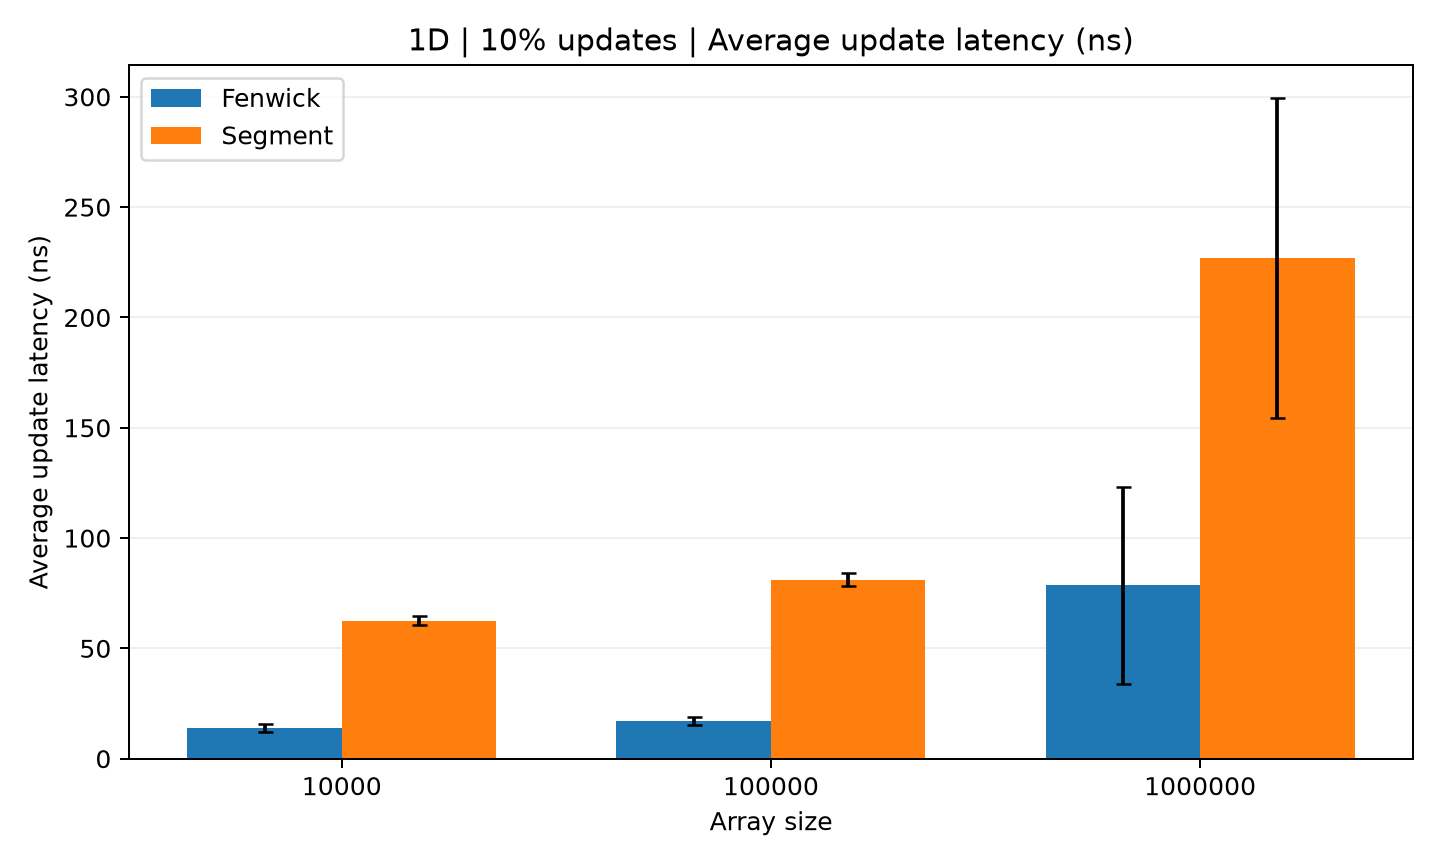 1D | 10% updates | Average update latency (ns)
Fenwick
Segment
Average update latency (ns)
300
250
200
150
100
50
0
10000
100000
1000000
Array size